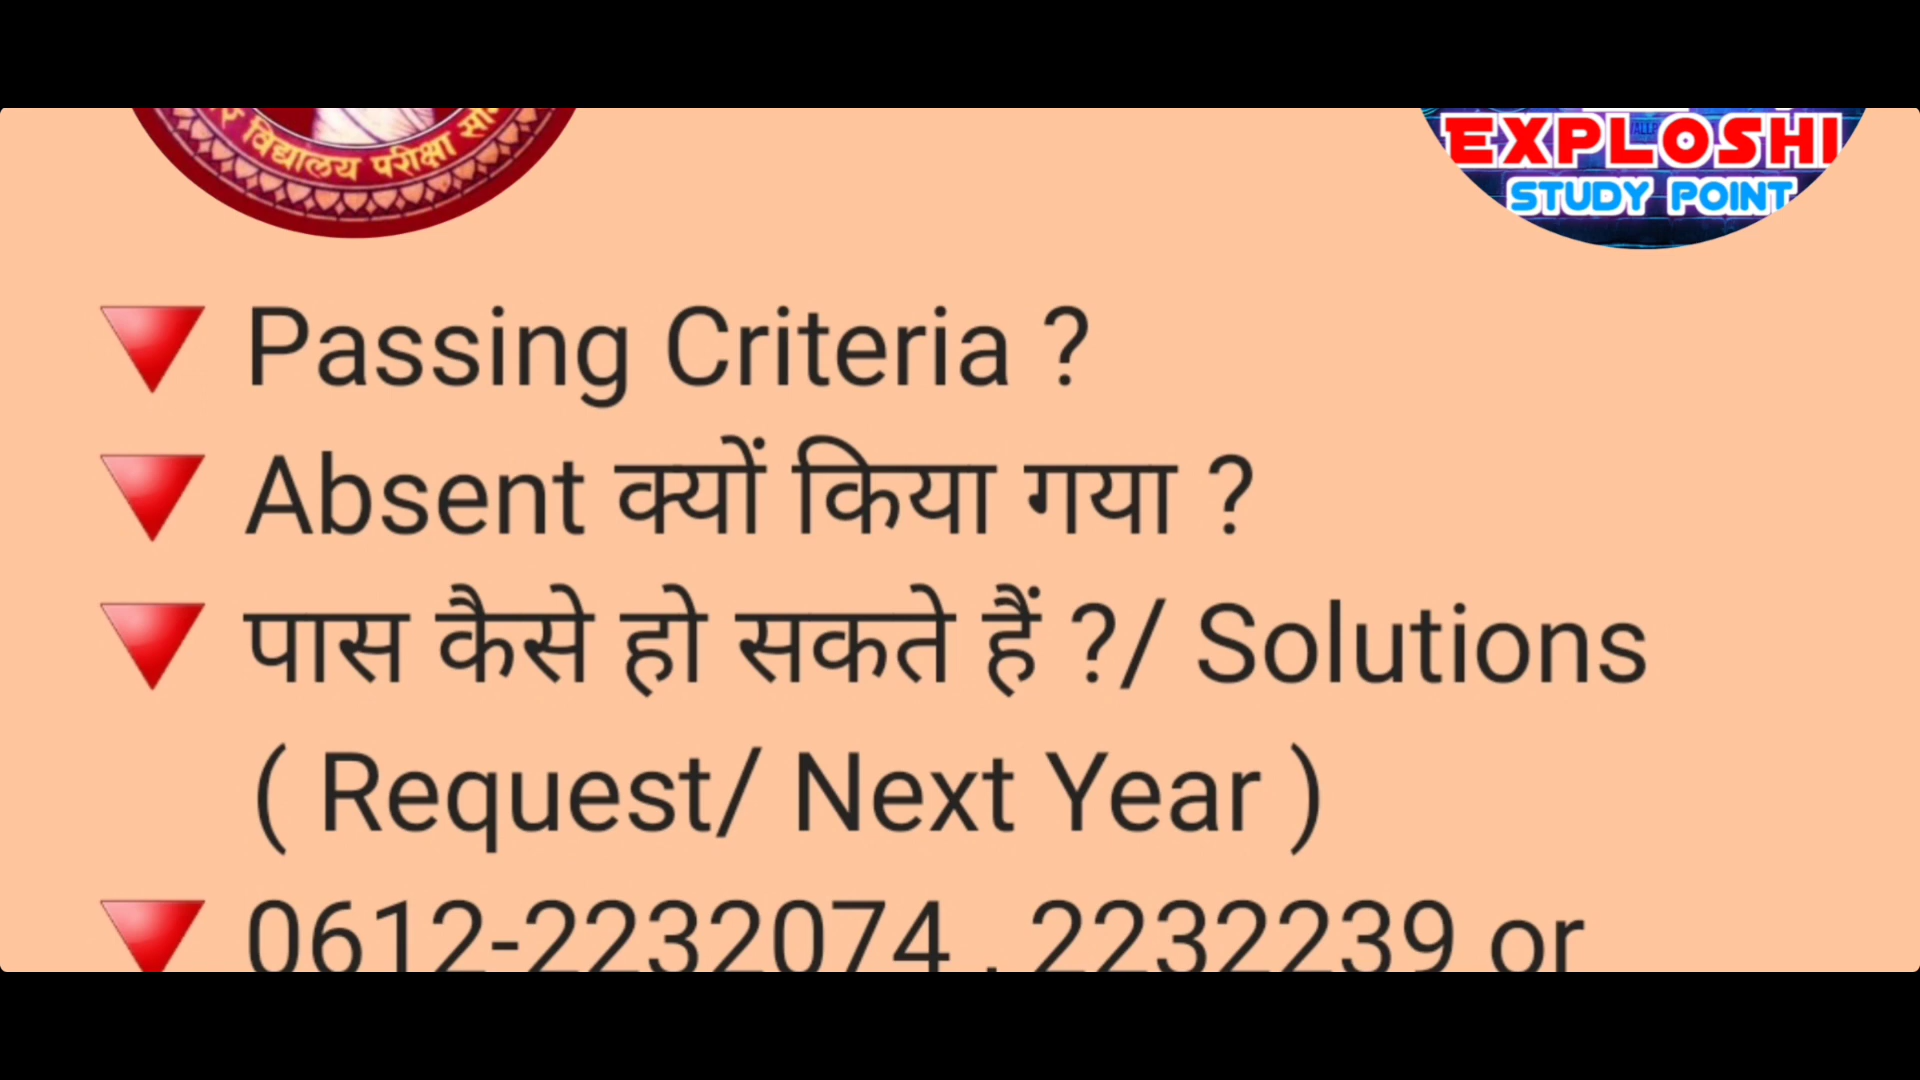 विद्यालय परीक्षा
EXPLOSHI
STUDY POINT
Passing Criteria ?
Absent क्यों किया गया ?
पास कैसे हो सकते हैं ?/ Solutions
( Request/ Next Year )
0612-2232074 , 2232239 or